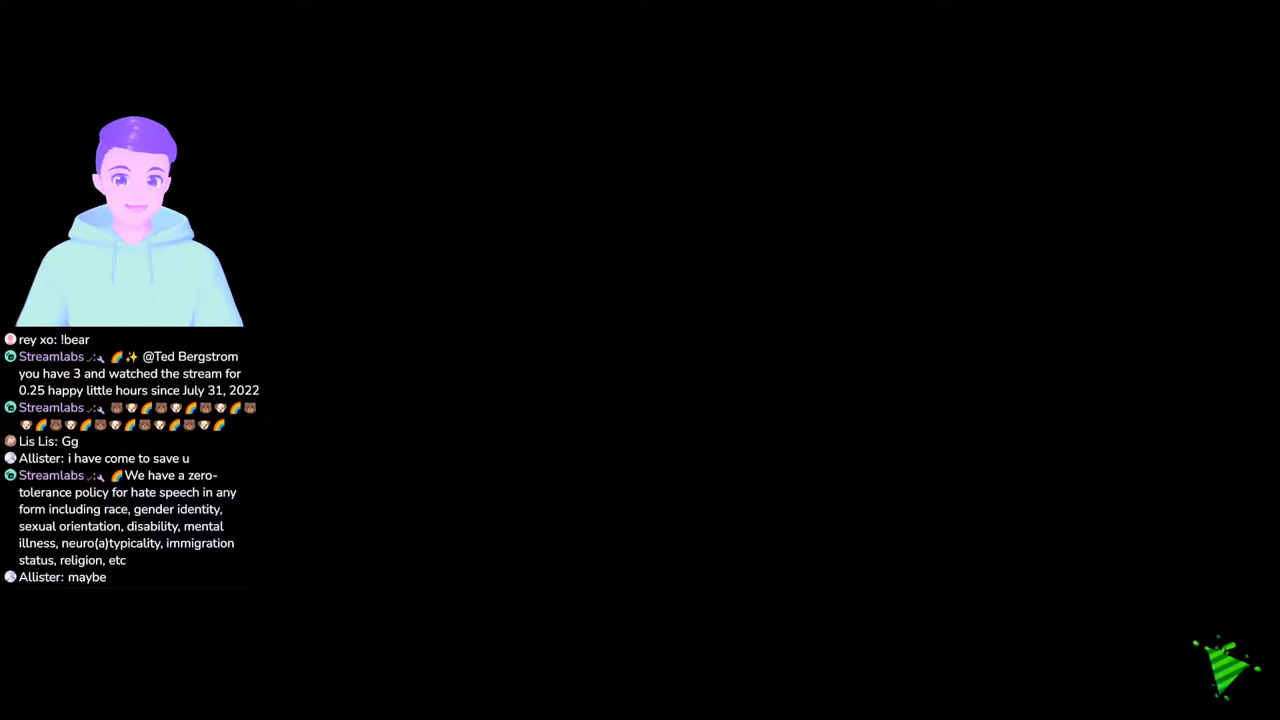 rey xo: !bear
Streamlabs 🌈✨ @Ted Bergstrom
you have 3 and watched the stream for
0.25 happy little hours since July 31, 2022
Streamlabs 🐻🐶🌈🐻🐶🌈🐻🐶🌈🐻
🐶🌈🐻🐶🌈🐻🐶🌈🐻🐶🌈🐻🐶🌈
Lis Lis: Gg
Allister: i have come to save u
Streamlabs 🌈We have a zero-
tolerance policy for hate speech in any
form including race, gender identity,
sexual orientation, disability, mental
illness, neuro(a)typicality, immigration
status, religion, etc
Allister: maybe